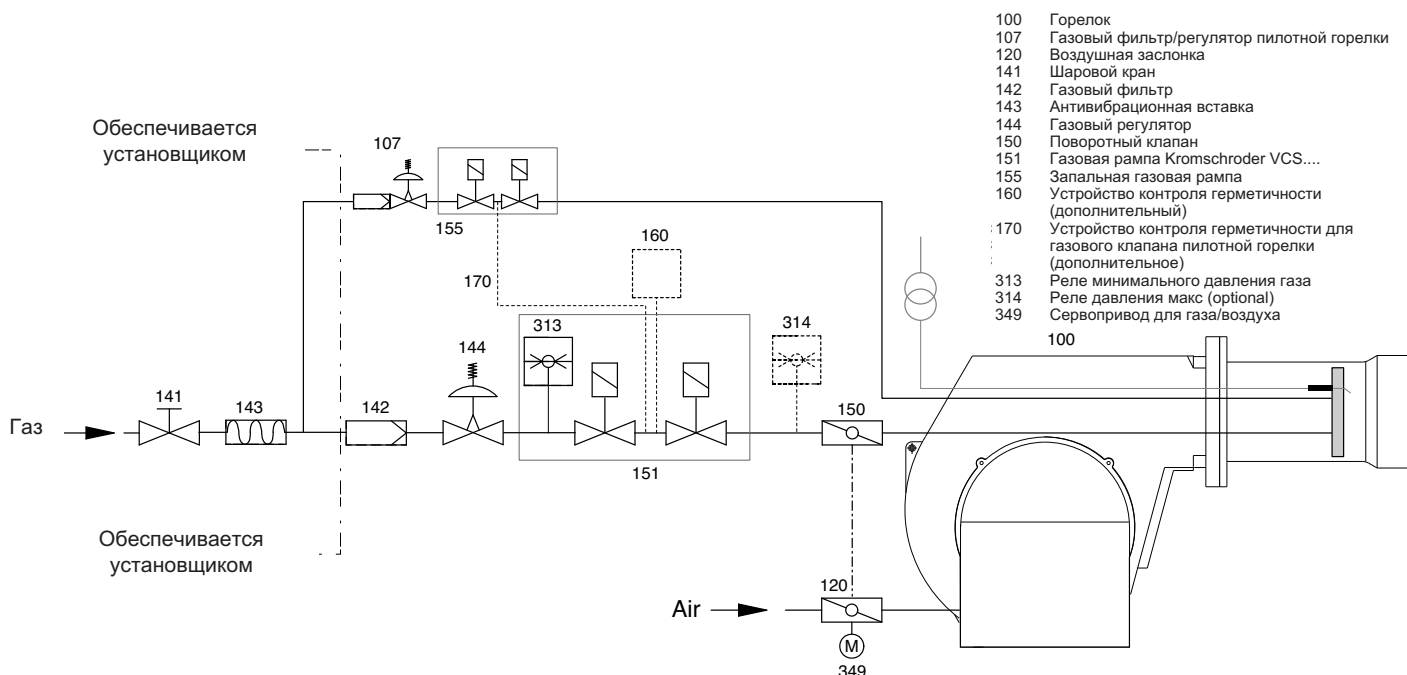 100 Горелок
107 Газовый фильтр/регулятор пилотной горелки
120 Воздушная заслонка
141 Шаровой кран
142 Газовый фильтр
143 Антивибрационная вставка
144 Газовый регулятор
150 Поворотный клапан
151 Газовая рампа Kromschroder VCS....
155 Запальная газовая рампа
160 Устройство контроля герметичности
(дополнительный)
170 Устройство контроля герметичности для
газового клапана пилотной горелки
(дополнительное)
313 Реле минимального давления газа
314 Реле давления макс (optional)
349 Сервопривод для газа/воздуха
Обеспечивается
установщиком
107
155
160
170
313
314
100
144
141
143
142
150
Газ
151
Обеспечивается
установщиком
120
Air
M
349